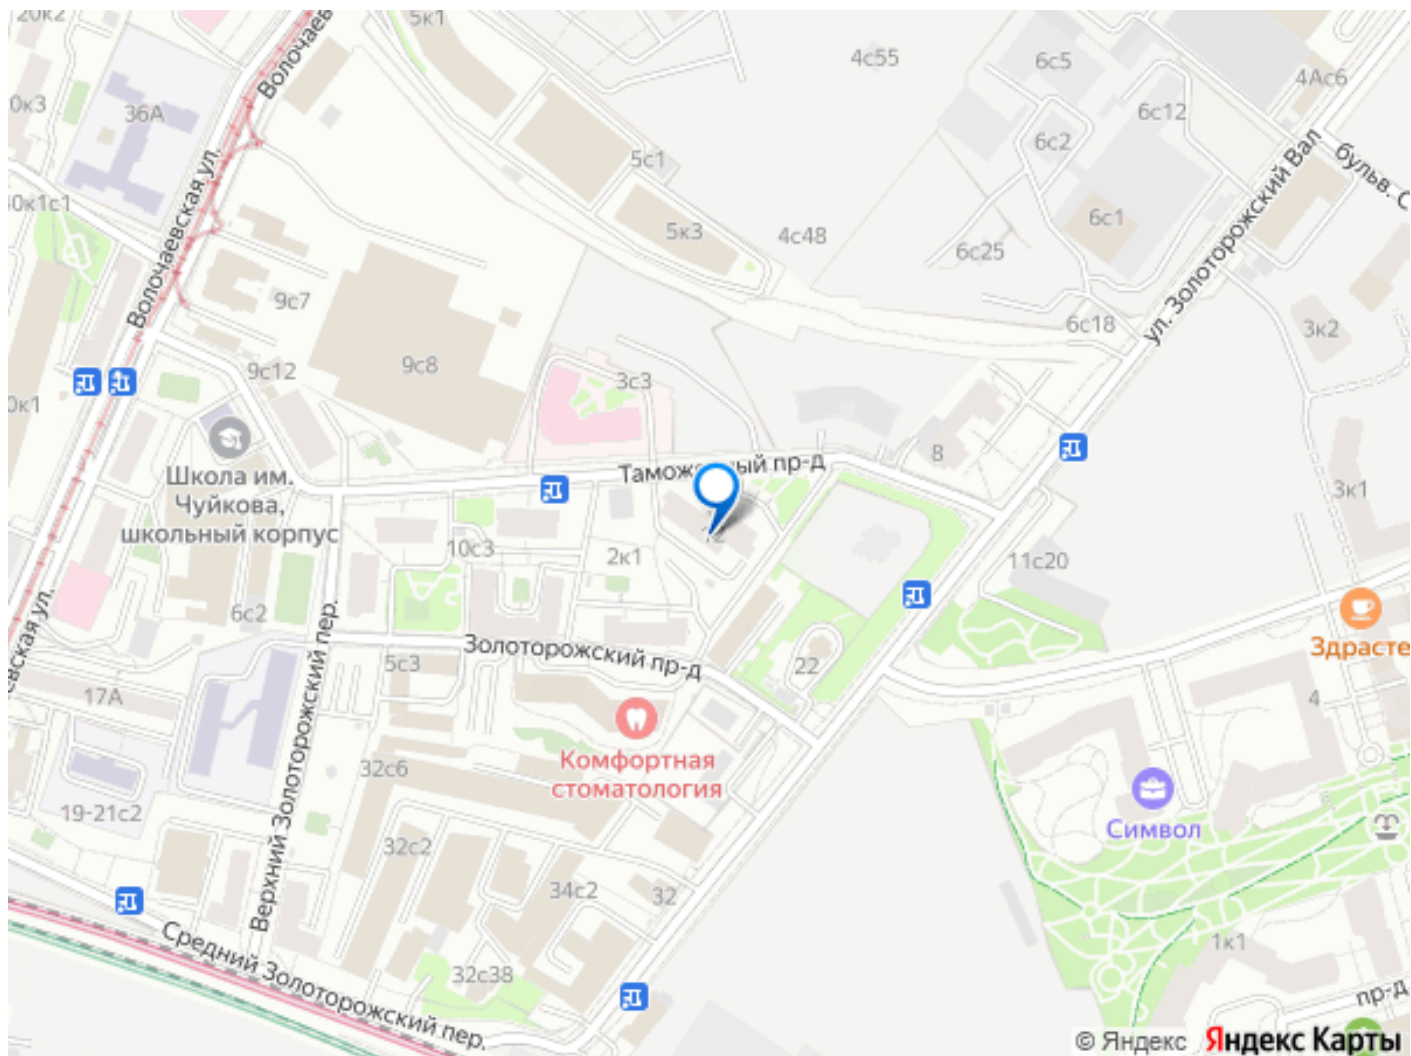 20к2
5к1
Волочаев
4с55
6с5
4Ас6
36А
6с12
0к3
6с2
5с1
бульв. С
Волочаевская ул.
0к1с1
6с1
5к3
4с48
6с25
ул. Золоторожский Вал
9с7
6с18
3к2
9с12
9с8
3с3
0к1
8
Таможенный пр-д
Школа им.
Чуйкова,
школьный корпус
3к1
10с3
2к1
11с20
6с2
евская ул.
Верхний Золоторожский пер.
Золоторожский пр-д
5с3
22
Здрасте
17А
4
Комфортная
стоматология
32с6
19-21с2
Символ
32с2
34с2
32
Средний Золоторожский пер.
1к1
32с38
пр-д
© Яндекс Яндекс Карты